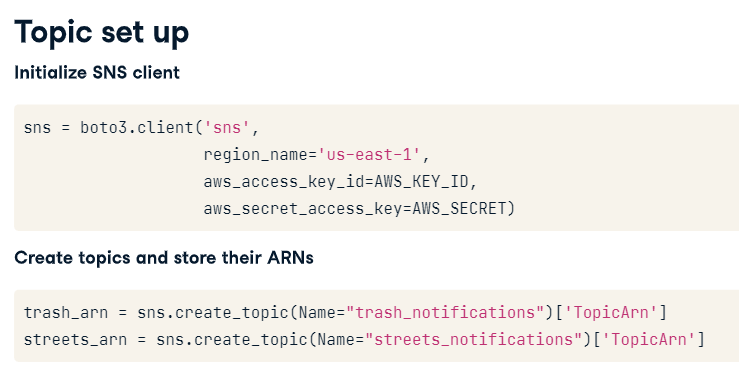 Topic set up
Initialize SNS client
sns = boto3.client('sns',
                   region_name='us-east-1',
                   aws_access_key_id=AWS_KEY_ID,
                   aws_secret_access_key=AWS_SECRET)
Create topics and store their ARNs
trash_arn = sns.create_topic(Name="trash_notifications")['TopicArn']
streets_arn = sns.create_topic(Name="streets_notifications")['TopicArn']